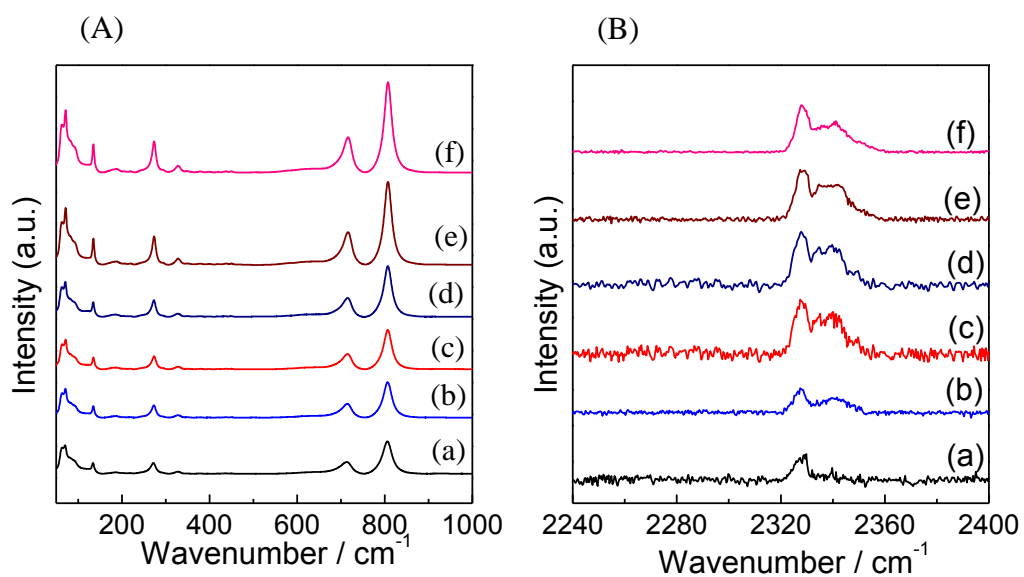 (A)
Intensity (a.u.)
(f)
(e)
(d)
(c)
(b)
(a)
200 400 600 800 1000
Wavenumber / cm⁻¹
(B)
Intensity (a.u.)
(f)
(e)
(d)
(c)
(b)
(a)
2240 2280 2320 2360 2400
Wavenumber / cm⁻¹